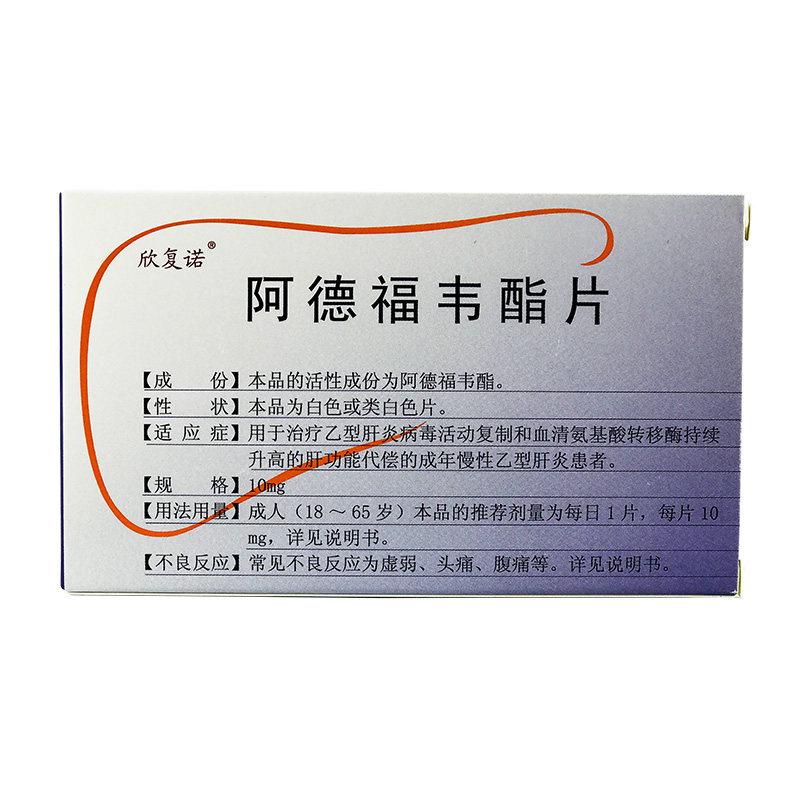 欣复诺®
阿德福韦酯片
【成　份】本品的活性成份为阿德福韦酯。
【性　状】本品为白色或类白色片。
【适应症】用于治疗乙型肝炎病毒活动复制和血清氨基酸转移酶持续
升高的肝功能代偿的成年慢性乙型肝炎患者。
【规　格】10mg
【用法用量】成人（18～65岁）本品的推荐剂量为每日1片，每片10
mg，详见说明书。
【不良反应】常见不良反应为虚弱、头痛、腹痛等。详见说明书。